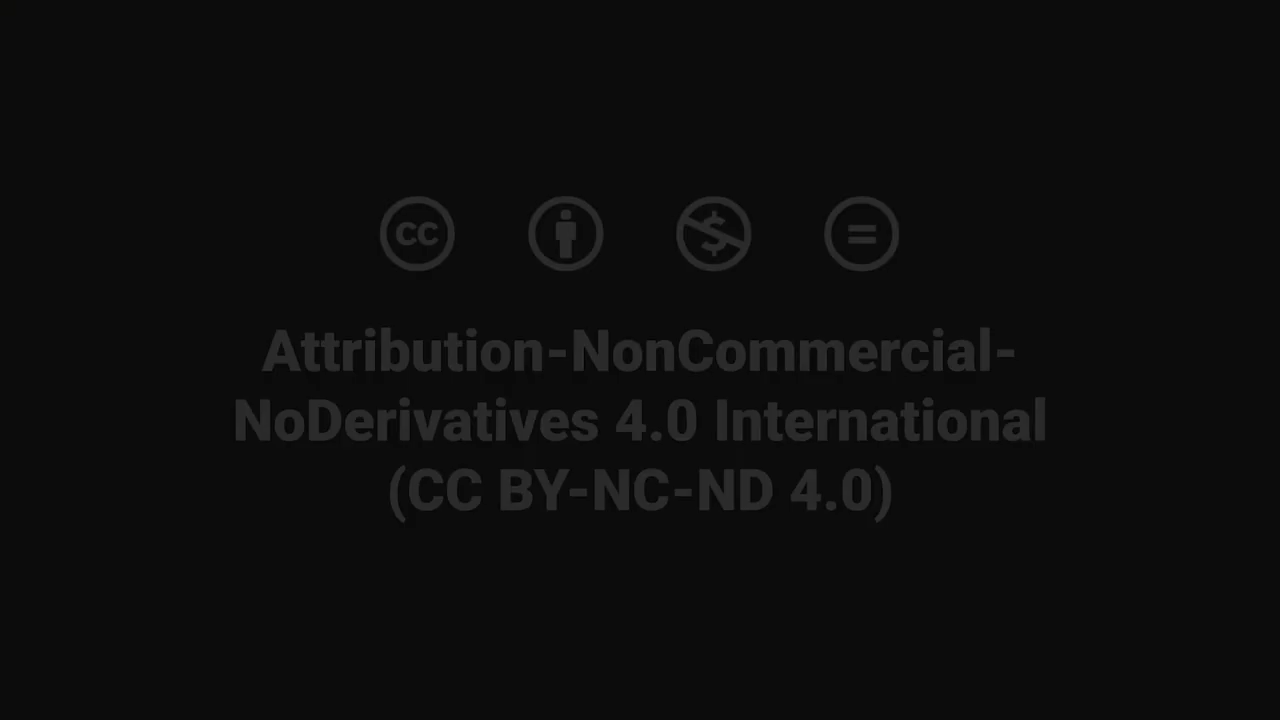 cc
Attribution-NonCommercial-
NoDerivatives 4.0 International
(CC BY-NC-ND 4.0)